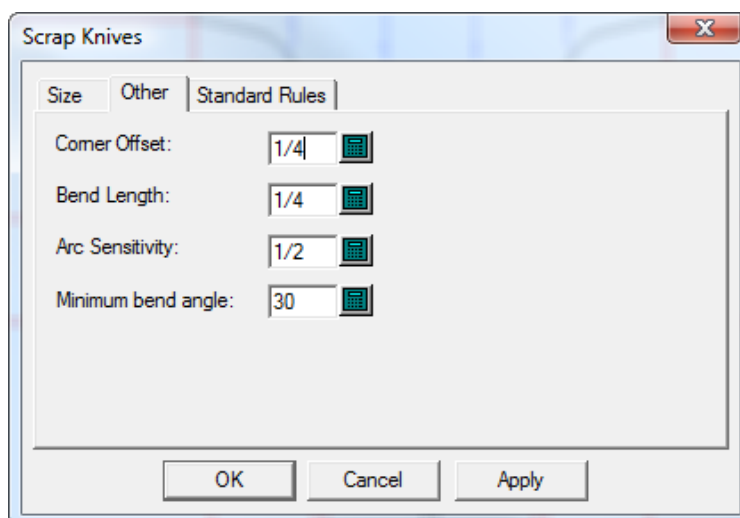 Scrap Knives
Size Other Standard Rules
Corner Offset: 1/4
Bend Length: 1/4
Arc Sensitivity: 1/2
Minimum bend angle: 30
OK Cancel Apply